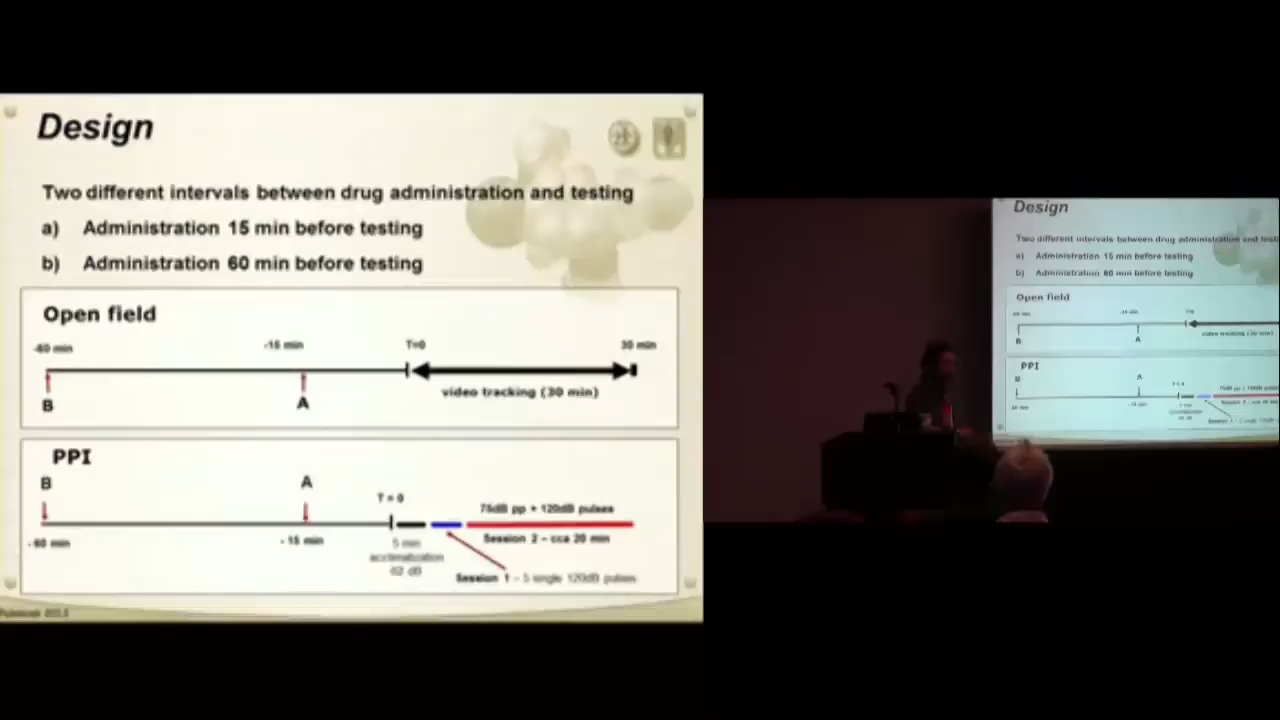 Design
Two different intervals between drug administration and testing
a) Administration 15 min before testing
b) Administration 60 min before testing
Open field
-60 min
-15 min
T=0
30 min
B
A
video tracking (30 min)
PPI
B
A
T = 0
75dB pp + 120dB pulses
-60 min
-15 min
5 min
acclimatization
62 dB
Session 2 - cca 20 min
Session 1 - 5 single 120dB pulses
Design
Two different intervals between drug administration and
a) Administration 15 min before testing
b) Administration 60 min before testing
Open field
B
A
video tracking (30 min)
PPI
B
A